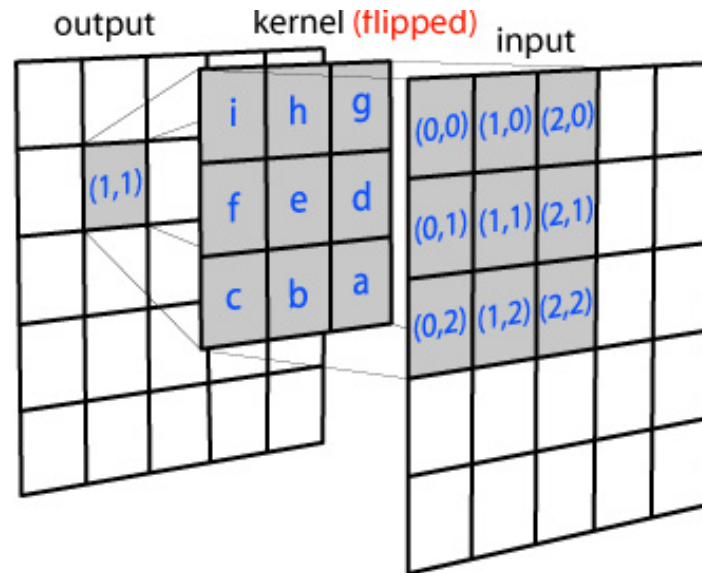 output kernel (flipped) input
i h g
(0,0) (1,0) (2,0)
(1,1)
f e d
(0,1) (1,1) (2,1)
c b a
(0,2) (1,2) (2,2)